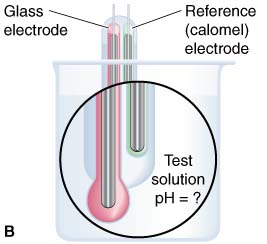 Glass
electrode
Reference
(calomel)
electrode
Test
solution
pH = ?
B